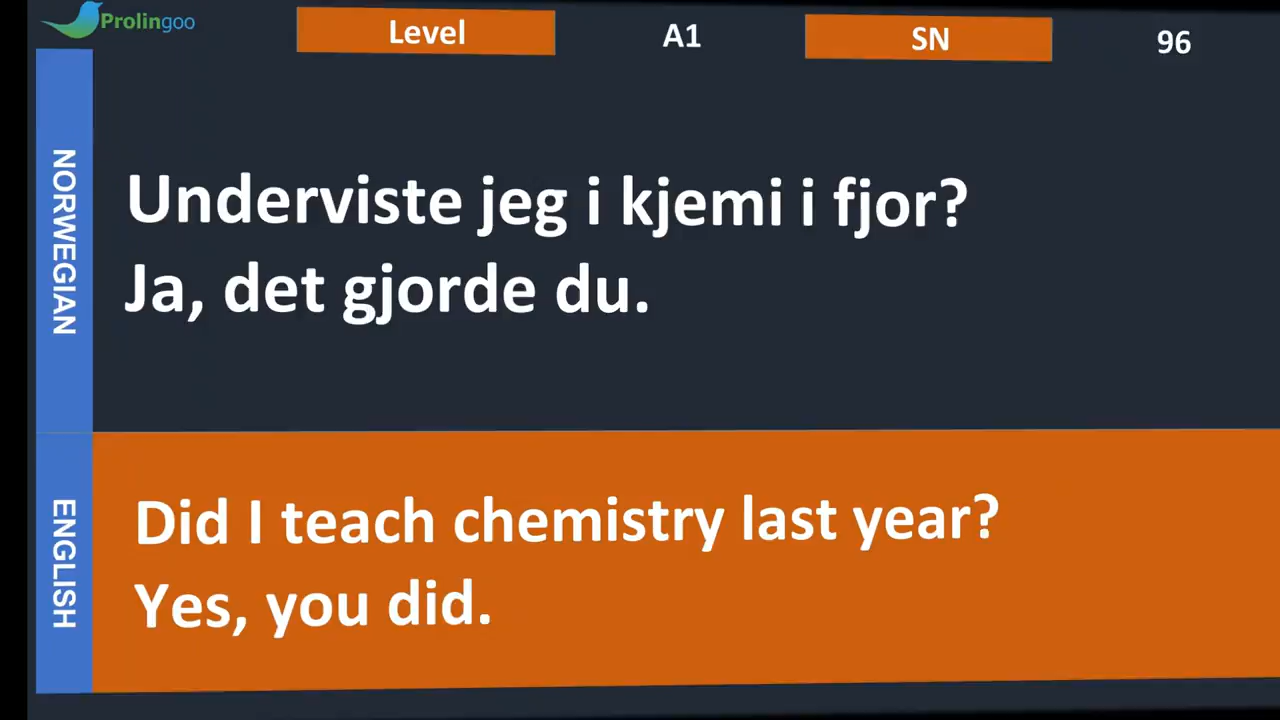 Prolingoo
Level A1 SN 96
NORWEGIAN
Underviste jeg i kjemi i fjor?
Ja, det gjorde du.
ENGLISH
Did I teach chemistry last year?
Yes, you did.